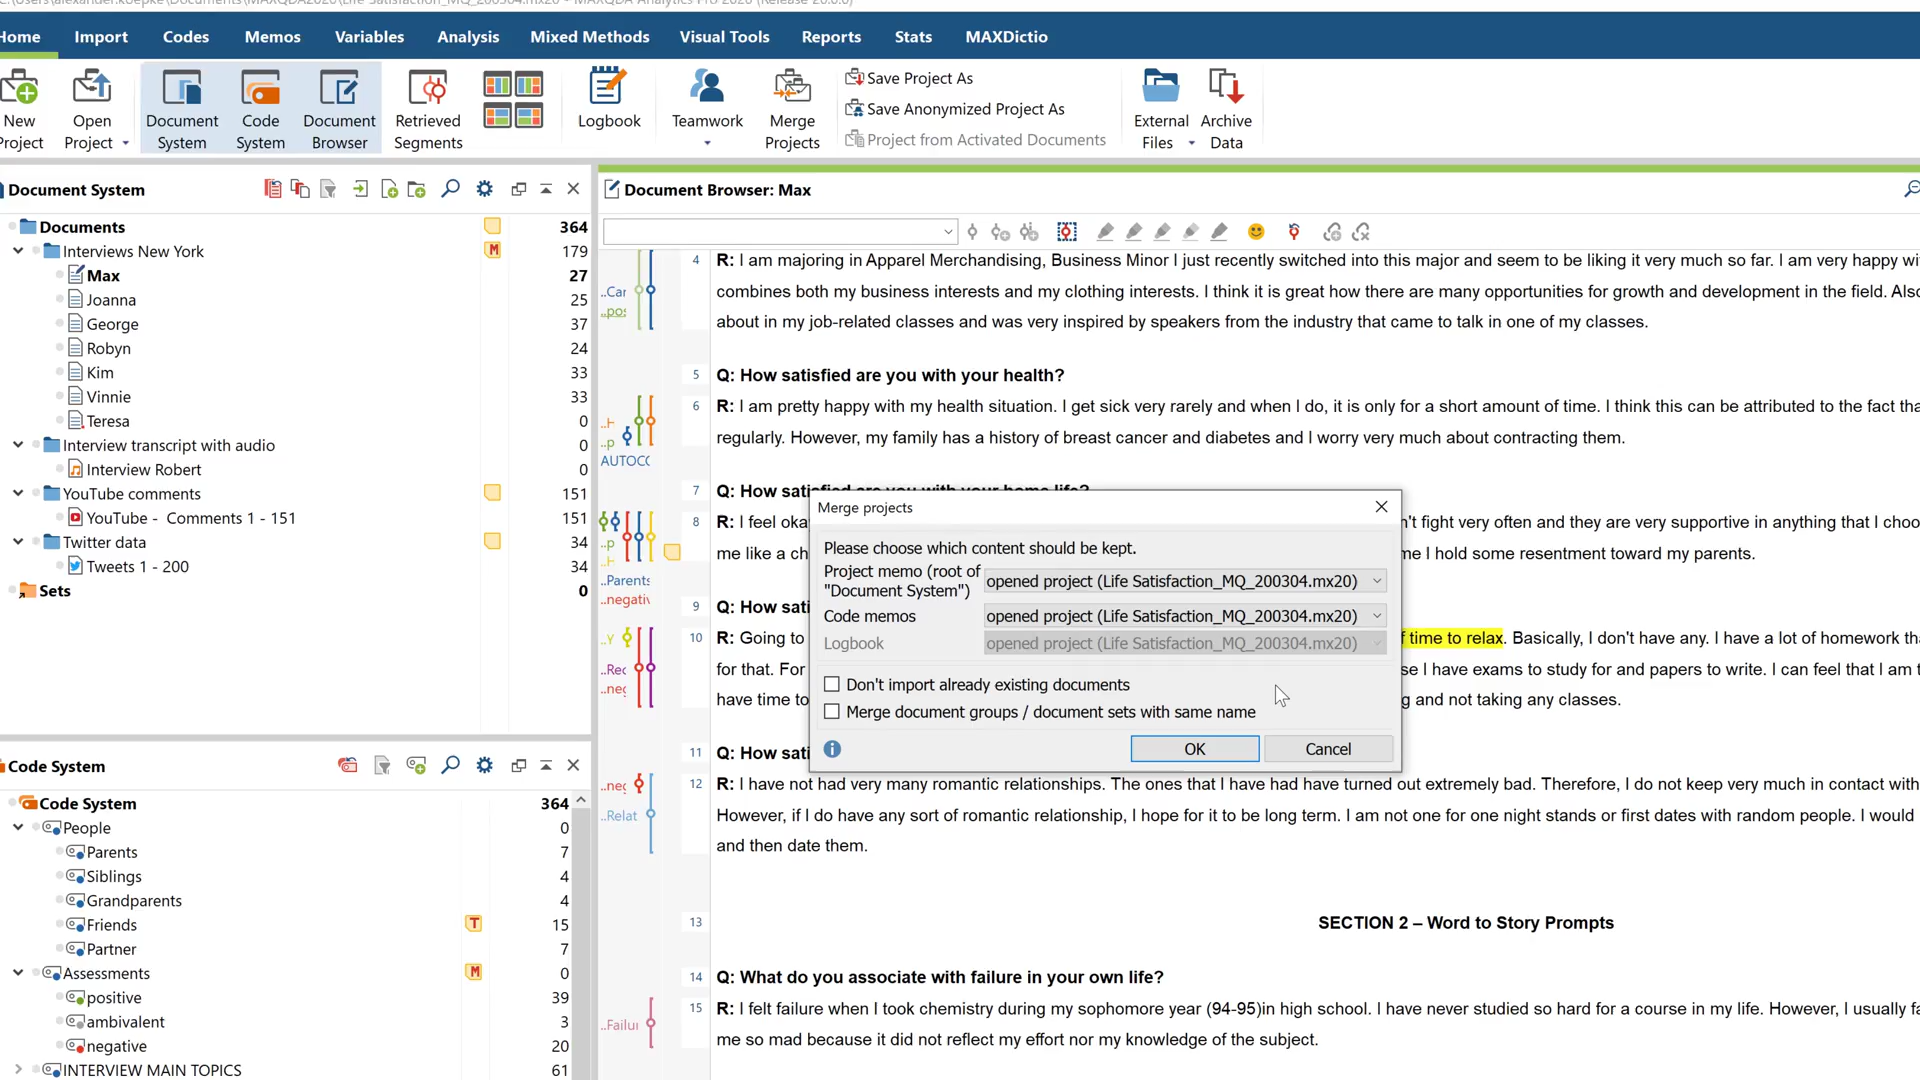 Home Import Codes Memos Variables Analysis Mixed Methods Visual Tools Reports Stats MAXDictio
New Project
Open Project
Document System
Code System
Document Browser
Retrieved Segments
Logbook
Teamwork
Merge Projects
Save Project As
Save Anonymized Project As
Project from Activated Documents
External Files
Archive Data
Document System
Documents 364
Interviews New York M 179
Max 27
Joanna 25
George 37
Robyn 24
Kim 33
Vinnie 33
Teresa 0
Interview transcript with audio 0
Interview Robert 0
YouTube comments 151
YouTube - Comments 1 - 151 151
Twitter data 34
Tweets 1 - 200 34
Sets 0
Code System
Code System 364
People 0
Parents 7
Siblings 4
Grandparents 4
Friends T 15
Partner 7
Assessments M 0
positive 39
ambivalent 3
negative 20
INTERVIEW MAIN TOPICS 61
Document Browser: Max
4 R: I am majoring in Apparel Merchandising, Business Minor I just recently switched into this major and seem to be liking it very much so far. I am very happy
..Car combines both my business interests and my clothing interests. I think it is great how there are many opportunities for growth and development in the field.
..pos about in my job-related classes and was very inspired by speakers from the industry that came to talk in one of my classes.
5 Q: How satisfied are you with your health?
6 R: I am pretty happy with my health situation. I get sick very rarely and when I do, it is only for a short amount of time. I think this can be attributed to the fact
..H
..p regularly. However, my family has a history of breast cancer and diabetes and I worry very much about contracting them.
AUTOCC
7 Q: How satisfied are you with your home life?
8 R: I feel oka n't fight very often and they are very supportive in anything that I choo
..p me like a ch me I hold some resentment toward my parents.
..H
..Parents
..negativ
9 Q: How sati
10 R: Going to f time to relax. Basically, I don't have any. I have a lot of homework
..Y
..Rec for that. For se I have exams to study for and papers to write. I can feel that I am
..neg have time to g and not taking any classes.
11 Q: How sati
12 R: I have not had very many romantic relationships. The ones that I have had have turned out extremely bad. Therefore, I do not keep very much in contact with
..neg
..Relat However, if I do have any sort of romantic relationship, I hope for it to be long term. I am not one for one night stands or first dates with random people. I would
and then date them.
13 SECTION 2 – Word to Story Prompts
14 Q: What do you associate with failure in your own life?
15 R: I felt failure when I took chemistry during my sophomore year (94-95)in high school. I have never studied so hard for a course in my life. However, I usually
..Failu me so mad because it did not reflect my effort nor my knowledge of the subject.
Merge projects
Please choose which content should be kept.
Project memo (root of "Document System") opened project (Life Satisfaction_MQ_200304.mx20)
Code memos opened project (Life Satisfaction_MQ_200304.mx20)
Logbook opened project (Life Satisfaction_MQ_200304.mx20)
Don't import already existing documents
Merge document groups / document sets with same name
OK Cancel